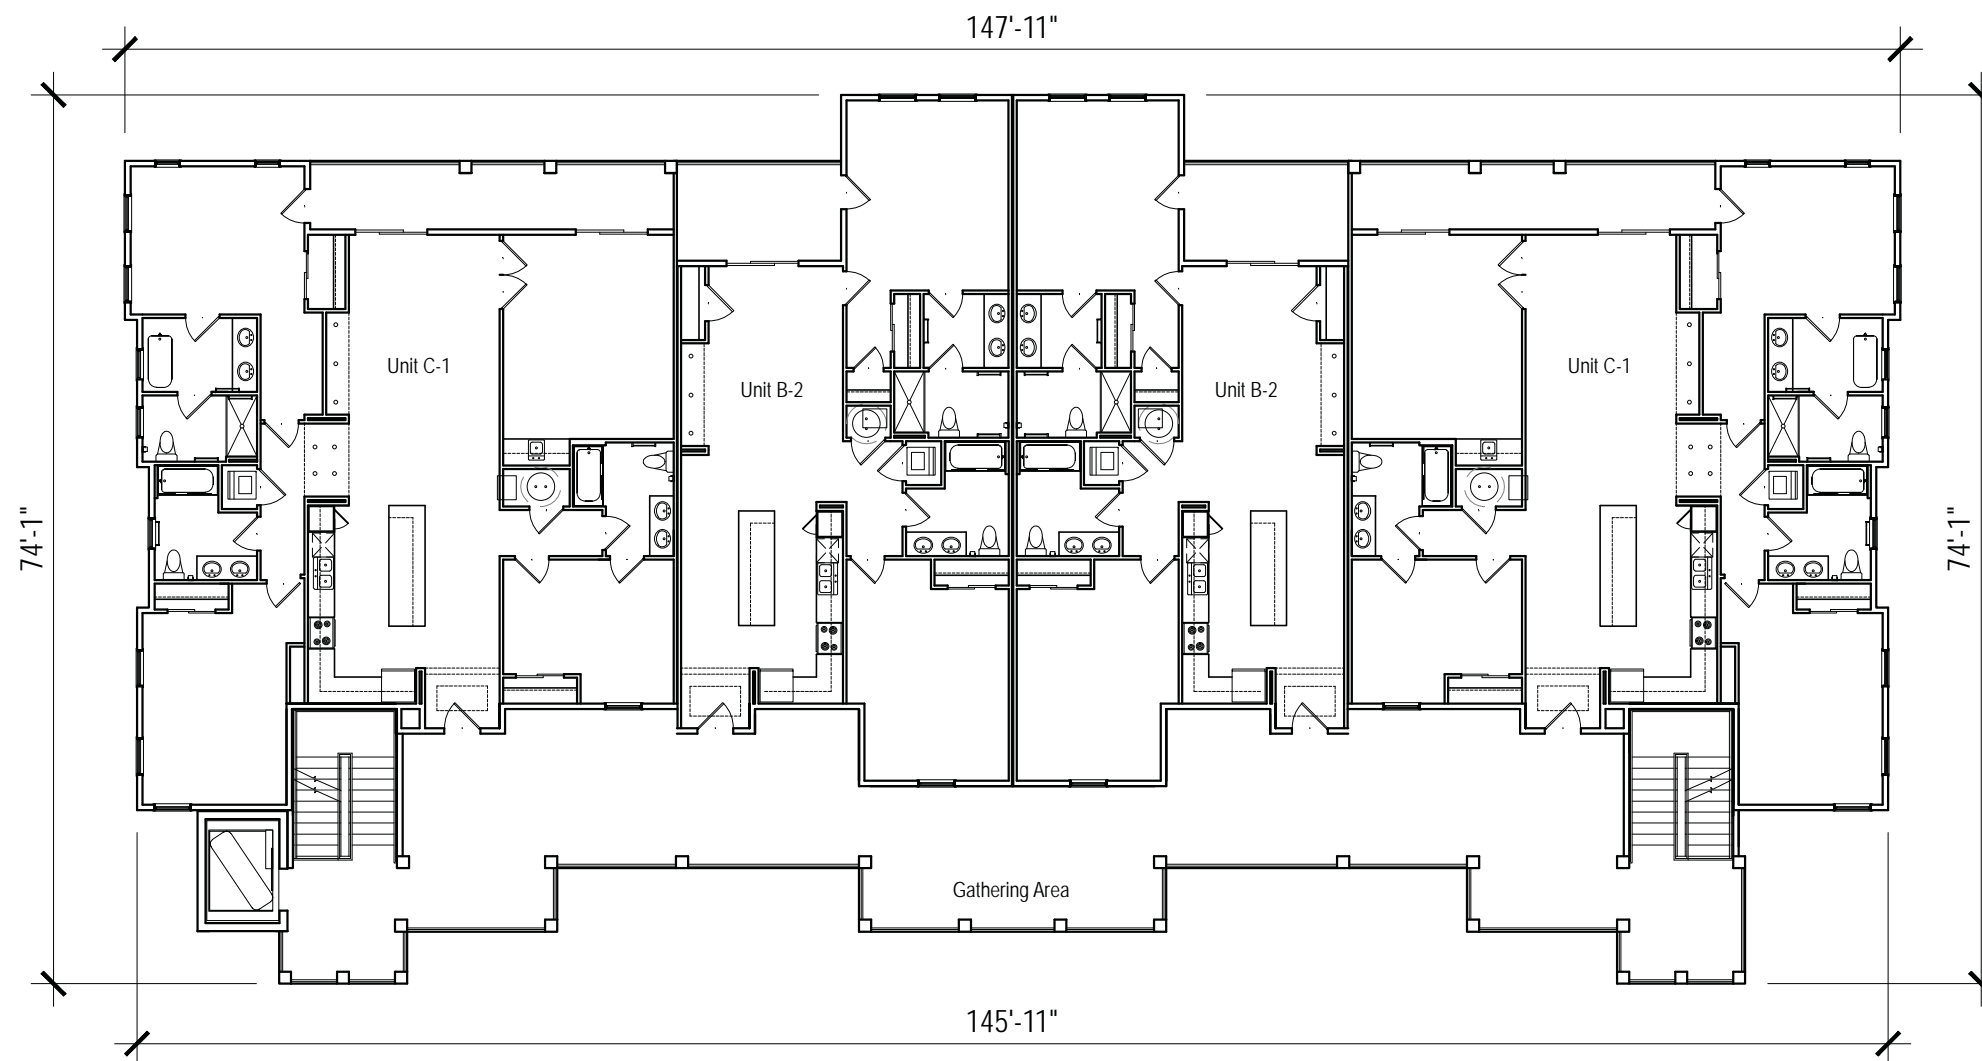 147'-11"
Unit C-1
Unit B-2
Unit B-2
Unit C-1
74'-1"
74'-1"
Gathering Area
145'-11"